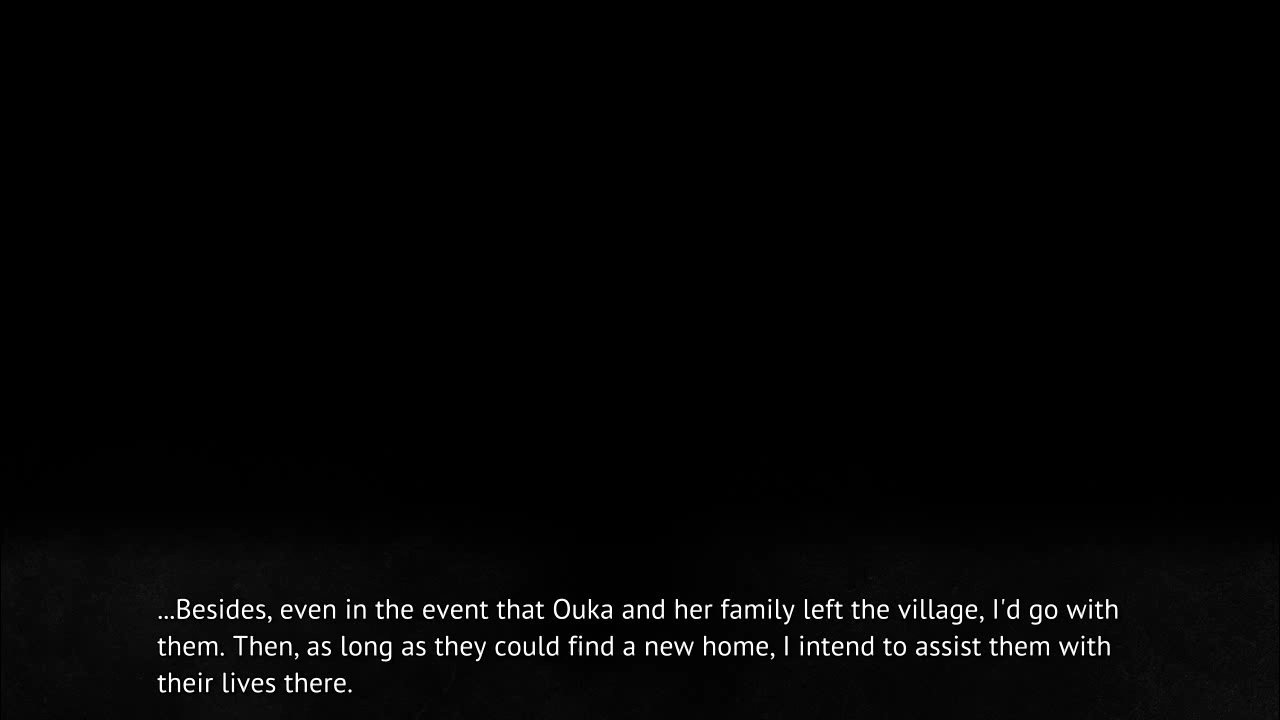 ...Besides, even in the event that Ouka and her family left the village, I'd go with
them. Then, as long as they could find a new home, I intend to assist them with
their lives there.